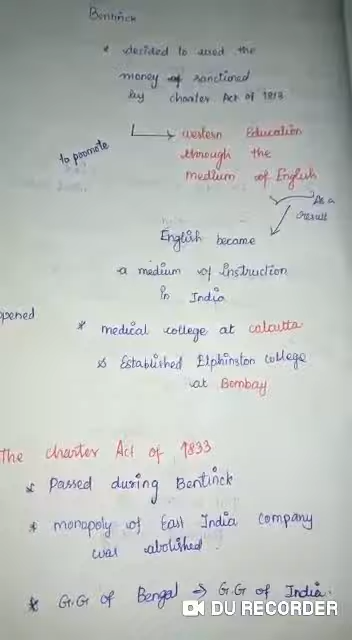 Bentinck
* decided to used the
money of sanctioned
by charter Act of 1813
to promote
western Education
through the
medium of English
As a
result
English became
a medium of instruction
in India
opened
* medical college at calcutta
* Established Elphinston college
at Bombay
The charter Act of 1833
* Passed during Bentinck
* monopoly of East India company
was abolished.
* G.G of Bengal → G.G of India.
DU RECORDER